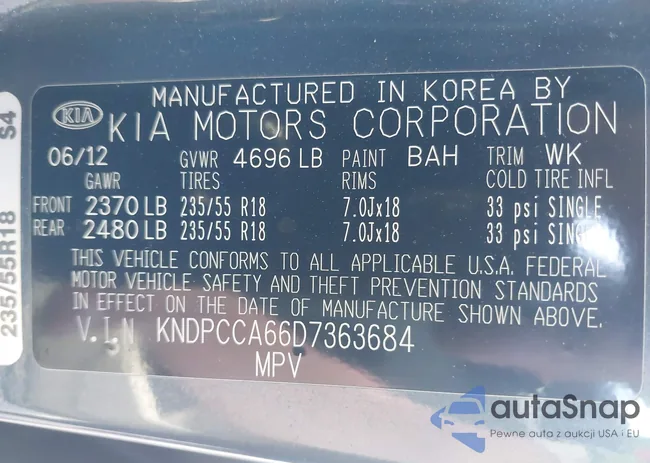 MANUFACTURED IN KOREA BY
KIA KIA MOTORS CORPORATION
06/12 GVWR 4696 LB PAINT BAH TRIM WK
GAWR TIRES RIMS COLD TIRE INFL
FRONT 2370 LB 235/55 R18 7.0Jx18 33 psi SINGLE
REAR 2480 LB 235/55 R18 7.0Jx18 33 psi SINGLE
THIS VEHICLE CONFORMS TO ALL APPLICABLE U.S.A. FEDERAL
MOTOR VEHICLE SAFETY AND THEFT PREVENTION STANDARDS
IN EFFECT ON THE DATE OF MANUFACTURE SHOWN ABOVE.
V.I.N KNDPCCA66D7363684
MPV
235/55R18 S4
autaSnap
Pewne auta z aukcji USA i EU